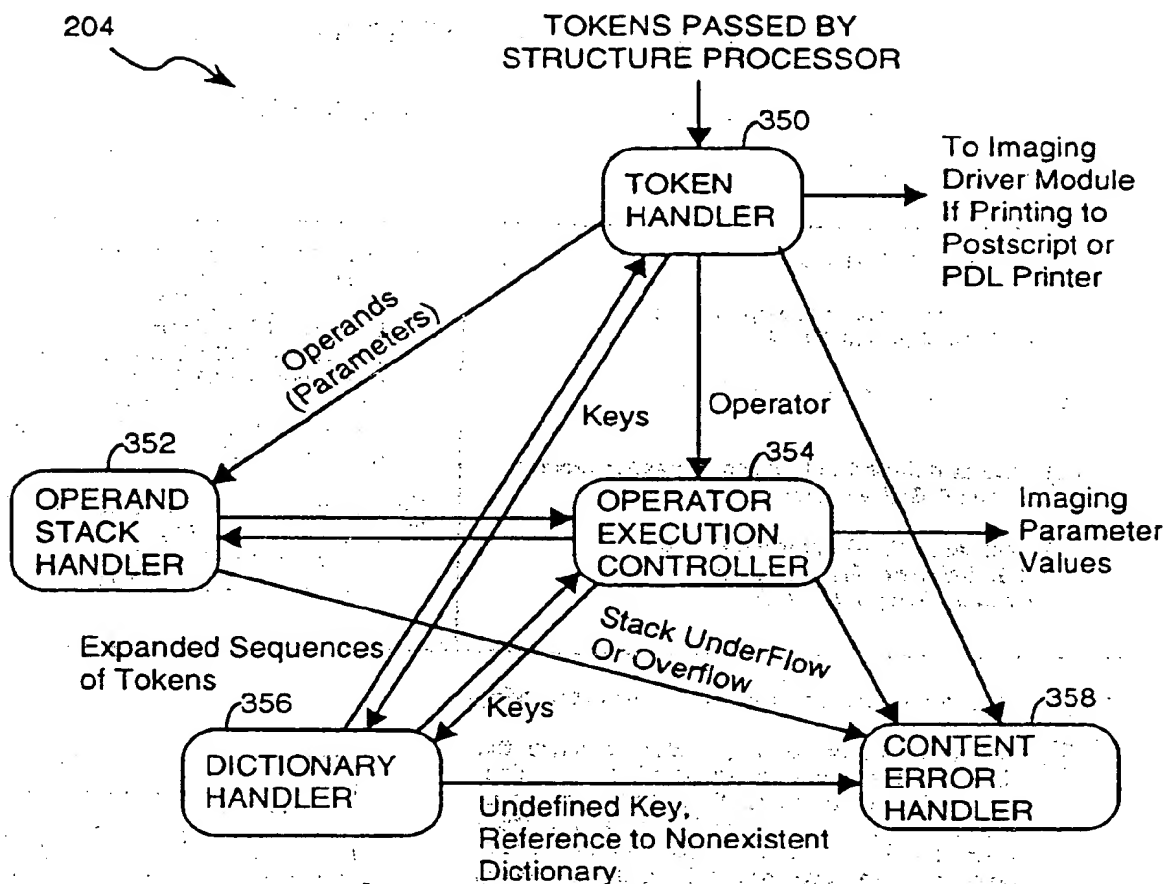 204
TOKENS PASSED BY
STRUCTURE PROCESSOR
350
TOKEN
HANDLER
To Imaging
Driver Module
If Printing to
Postscript or
PDL Printer
Operands
(Parameters)
Keys
Operator
352
OPERAND
STACK
HANDLER
354
OPERATOR
EXECUTION
CONTROLLER
Imaging
Parameter
Values
Stack UnderFlow
Or Overflow
Expanded Sequences
of Tokens
356
Keys
358
DICTIONARY
HANDLER
CONTENT
ERROR
HANDLER
Undefined Key,
Reference to Nonexistent
Dictionary